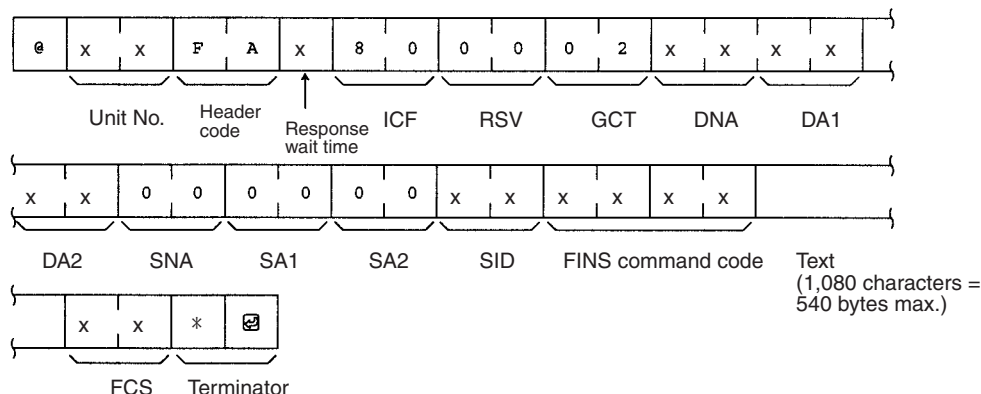 @ x x F A x 8 0 0 0 0 2 x x x x
Unit No. Header code Response wait time ICF RSV GCT DNA DA1
x x 0 0 0 0 0 0 x x x x x x
DA2 SNA SA1 SA2 SID FINS command code Text
(1,080 characters =
540 bytes max.)
x x * ↵
FCS Terminator